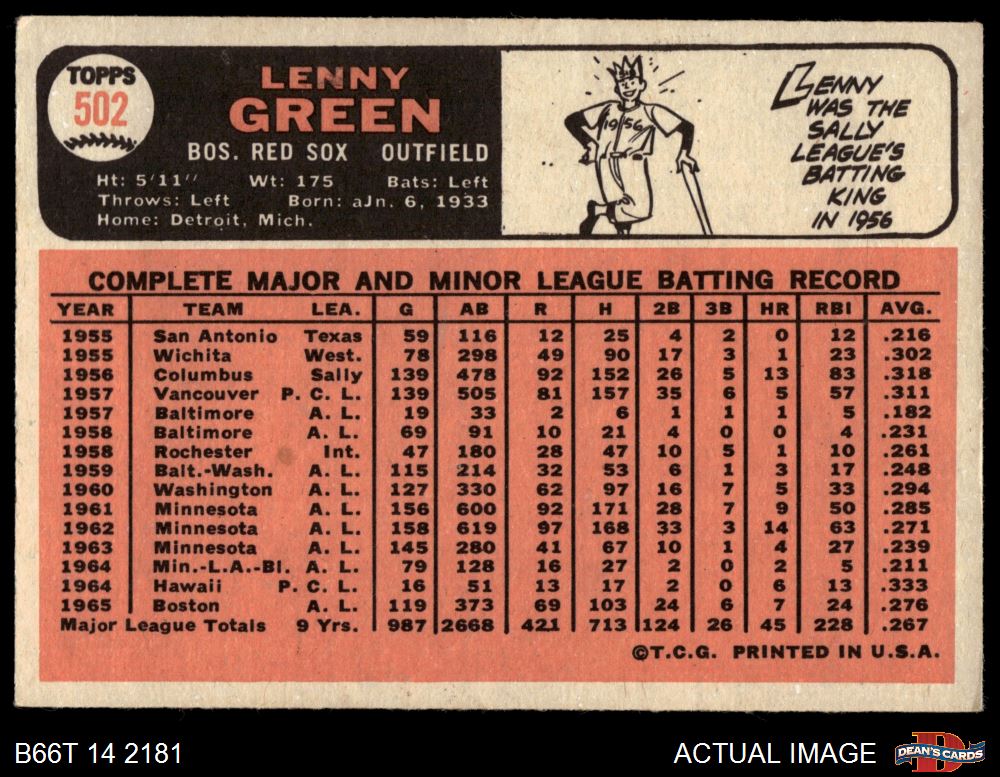 TOPPS
502
LENNY
GREEN
BOS. RED SOX OUTFIELD
Ht: 5'11" Wt: 175 Bats: Left
Throws: Left Born: aJn. 6, 1933
Home: Detroit, Mich.
1956
LENNY
WAS THE
SALLY
LEAGUE'S
BATTING
KING
IN 1956
COMPLETE MAJOR AND MINOR LEAGUE BATTING RECORD
YEAR TEAM LEA. G AB R H 2B 3B HR RBI AVG.
1955 San Antonio Texas 59 116 12 25 4 2 0 12 .216
1955 Wichita West. 78 298 49 90 17 3 1 23 .302
1956 Columbus Sally 139 478 92 152 26 5 13 83 .318
1957 Vancouver P. C. L. 139 505 81 157 35 6 5 57 .311
1957 Baltimore A. L. 19 33 2 6 1 1 1 5 .182
1958 Baltimore A. L. 69 91 10 21 4 0 0 4 .231
1958 Rochester Int. 47 180 28 47 10 5 1 10 .261
1959 Balt.-Wash. A. L. 115 214 32 53 6 1 3 17 .248
1960 Washington A. L. 127 330 62 97 16 7 5 33 .294
1961 Minnesota A. L. 156 600 92 171 28 7 9 50 .285
1962 Minnesota A. L. 158 619 97 168 33 3 14 63 .271
1963 Minnesota A. L. 145 280 41 67 10 1 4 27 .239
1964 Min.-L.A.-Bl. A. L. 79 128 16 27 2 0 2 5 .211
1964 Hawaii P. C. L. 16 51 13 17 2 0 6 13 .333
1965 Boston A. L. 119 373 69 103 24 6 7 24 .276
Major League Totals 9 Yrs. 987 2668 421 713 124 26 45 228 .267
©T.C.G. PRINTED IN U.S.A.
B66T 14 2181
ACTUAL IMAGE
DEAN'S CARDS